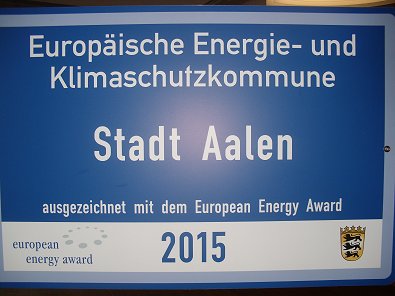 Europäische Energie- und
Klimaschutzkommune
Stadt Aalen
ausgezeichnet mit dem European Energy Award
european
energy award
2015